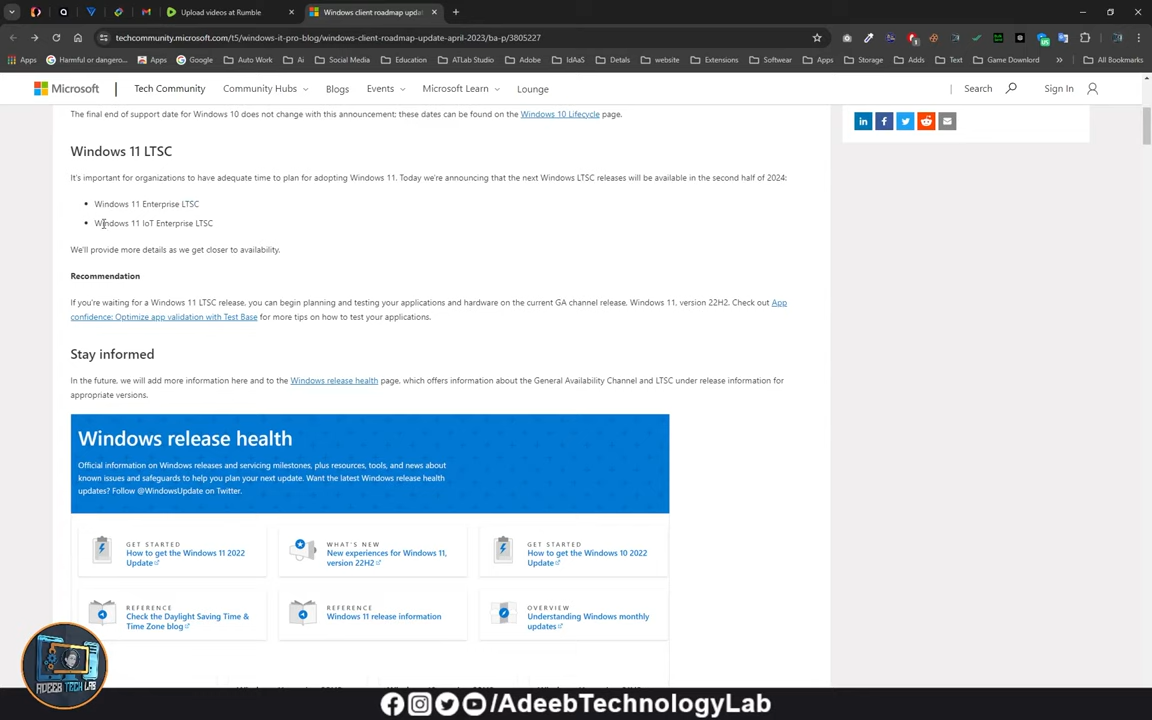 Upload videos at Rumble
Windows client roadmap upda
techcommunity.microsoft.com/t5/windows-it-pro-blog/windows-client-roadmap-update-april-2023/ba-p/3805227
Apps
Harmful or dangero...
Apps
Google
Auto Work
Ai
Social Media
Education
ATLab Studio
Adobe
IdAaS
Details
website
Extensions
Softwear
Apps
Storage
Adds
Text
Game Downlord
»
All Bookmarks
Microsoft
Tech Community
Community Hubs
Blogs
Events
Microsoft Learn
Lounge
Search
Sign In
The final end of support date for Windows 10 does not change with this announcement; these dates can be found on the Windows 10 Lifecycle page.
Windows 11 LTSC
It's important for organizations to have adequate time to plan for adopting Windows 11. Today we're announcing that the next Windows LTSC releases will be available in the second half of 2024:
• Windows 11 Enterprise LTSC
• Windows 11 IoT Enterprise LTSC
We'll provide more details as we get closer to availability.
Recommendation
If you're waiting for a Windows 11 LTSC release, you can begin planning and testing your applications and hardware on the current GA channel release, Windows 11, version 22H2. Check out App
confidence: Optimize app validation with Test Base for more tips on how to test your applications.
Stay informed
In the future, we will add more information here and to the Windows release health page, which offers information about the General Availability Channel and LTSC under release information for
appropriate versions.
Windows release health
Official information on Windows releases and servicing milestones, plus resources, tools, and news about
known issues and safeguards to help you plan your next update. Want the latest Windows release health
updates? Follow @WindowsUpdate on Twitter.
GET STARTED
How to get the Windows 11 2022
Update
WHAT'S NEW
New experiences for Windows 11,
version 22H2
GET STARTED
How to get the Windows 10 2022
Update
REFERENCE
Check the Daylight Saving Time &
Time Zone blog
REFERENCE
Windows 11 release information
OVERVIEW
Understanding Windows monthly
updates
ADEEB TECH LAB
/AdeebTechnologyLab